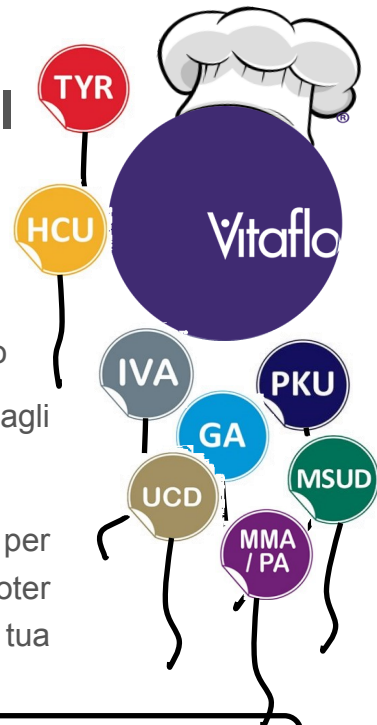 l
TYR
®
HCU
Vitaflo
o
IVA
PKU
agli
GA
MSUD
UCD
per
MMA
/ PA
oter
tua